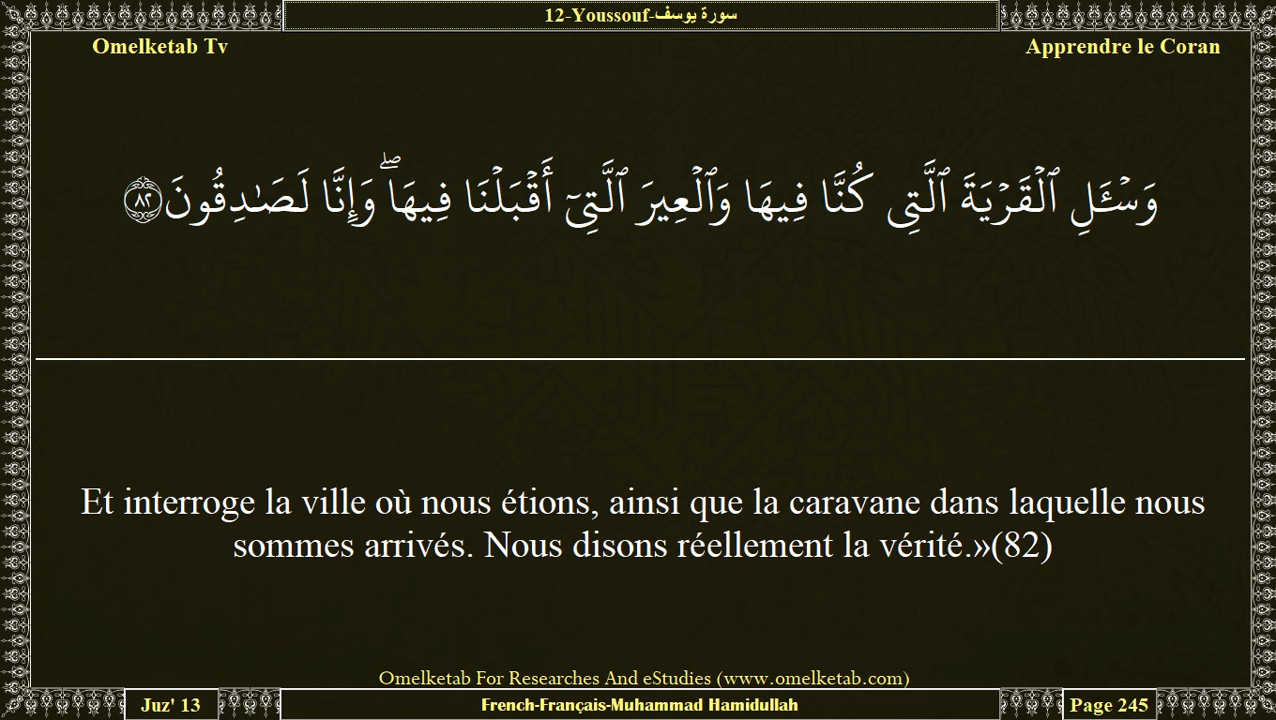 12-Youssouf-سورة يوسف
Omelketab Tv
Apprendre le Coran
وَسْـَٔلِ ٱلْقَرْيَةَ ٱلَّتِى كُنَّا فِيهَا وَٱلْعِيرَ ٱلَّتِىٓ أَقْبَلْنَا فِيهَا ۖ وَإِنَّا لَصَـٰدِقُونَ ٨٢
Et interroge la ville où nous étions, ainsi que la caravane dans laquelle nous
sommes arrivés. Nous disons réellement la vérité.»(82)
Omelketab For Researches And eStudies (www.omelketab.com)
Juz' 13
French-Français-Muhammad Hamidullah
Page 245